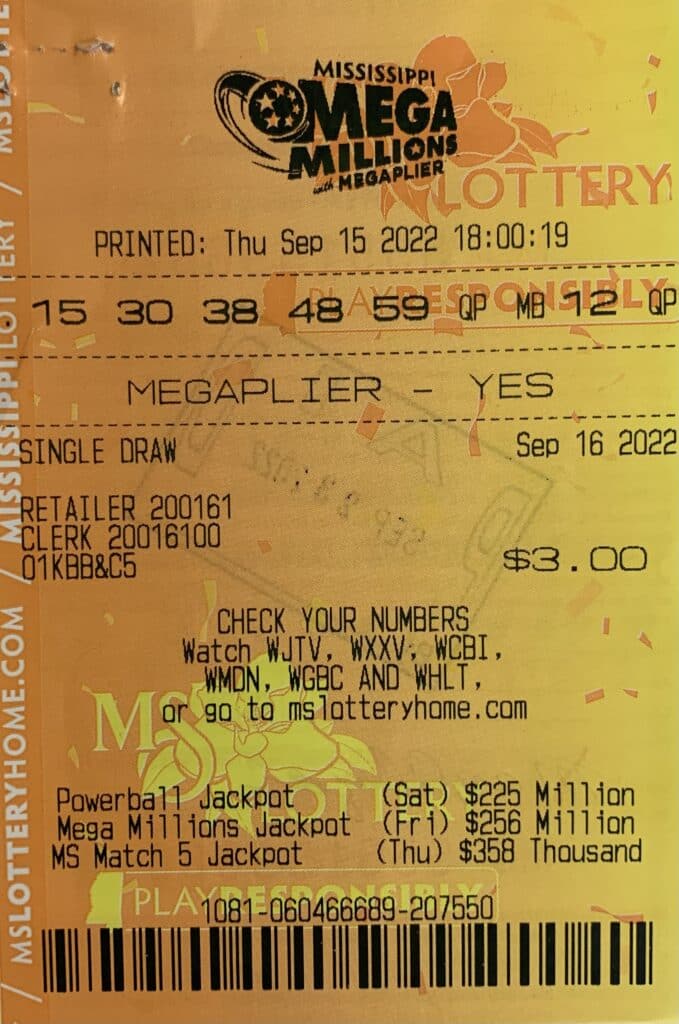 MISSISSIPPI
MEGA
MILLIONS
with MEGAPLIER
LOTTERY
PRINTED: Thu Sep 15 2022 18:00:19
PLAY RESPONSIBLY
15 30 38 48 59 QP MB 12 QP
MEGAPLIER - YES
SINGLE DRAW Sep 16 2022
RETAILER 200161
CLERK 20016100
01KBB&C5
$3.00
CHECK YOUR NUMBERS
Watch WJTV, WXXV, WCBI,
WMDN, WGBC AND WHLT,
or go to mslotteryhome.com
MS
LOTTERY
Powerball Jackpot (Sat) $225 Million
Mega Millions Jackpot (Fri) $256 Million
MS Match 5 Jackpot (Thu) $358 Thousand
PLAY RESPONSIBLY
1081-060466689-207550
/ MSLOTTERYHOME.COM / MISSISSIPPI LOTTERY /